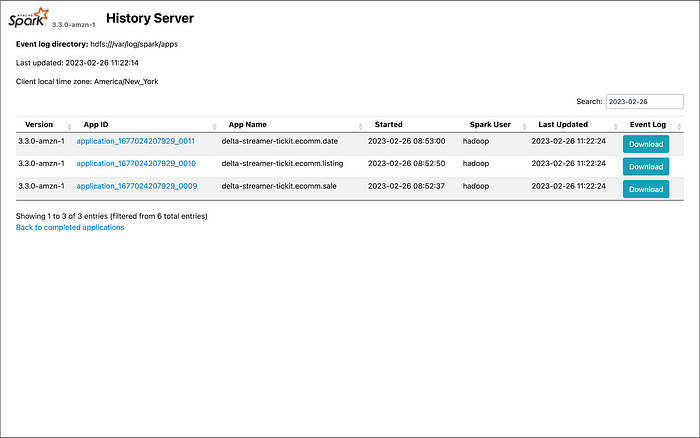 APACHE
Spark 3.3.0-amzn-1 History Server
Event log directory: hdfs:///var/log/spark/apps
Last updated: 2023-02-26 11:22:14
Client local time zone: America/New_York
Search: 2023-02-26
Version App ID App Name Started Spark User Last Updated Event Log
3.3.0-amzn-1 application_1677024207929_0011 delta-streamer-tickit.ecomm.date 2023-02-26 08:53:00 hadoop 2023-02-26 11:22:24 Download
3.3.0-amzn-1 application_1677024207929_0010 delta-streamer-tickit.ecomm.listing 2023-02-26 08:52:50 hadoop 2023-02-26 11:22:24 Download
3.3.0-amzn-1 application_1677024207929_0009 delta-streamer-tickit.ecomm.sale 2023-02-26 08:52:37 hadoop 2023-02-26 11:22:24 Download
Showing 1 to 3 of 3 entries (filtered from 6 total entries)
Back to completed applications